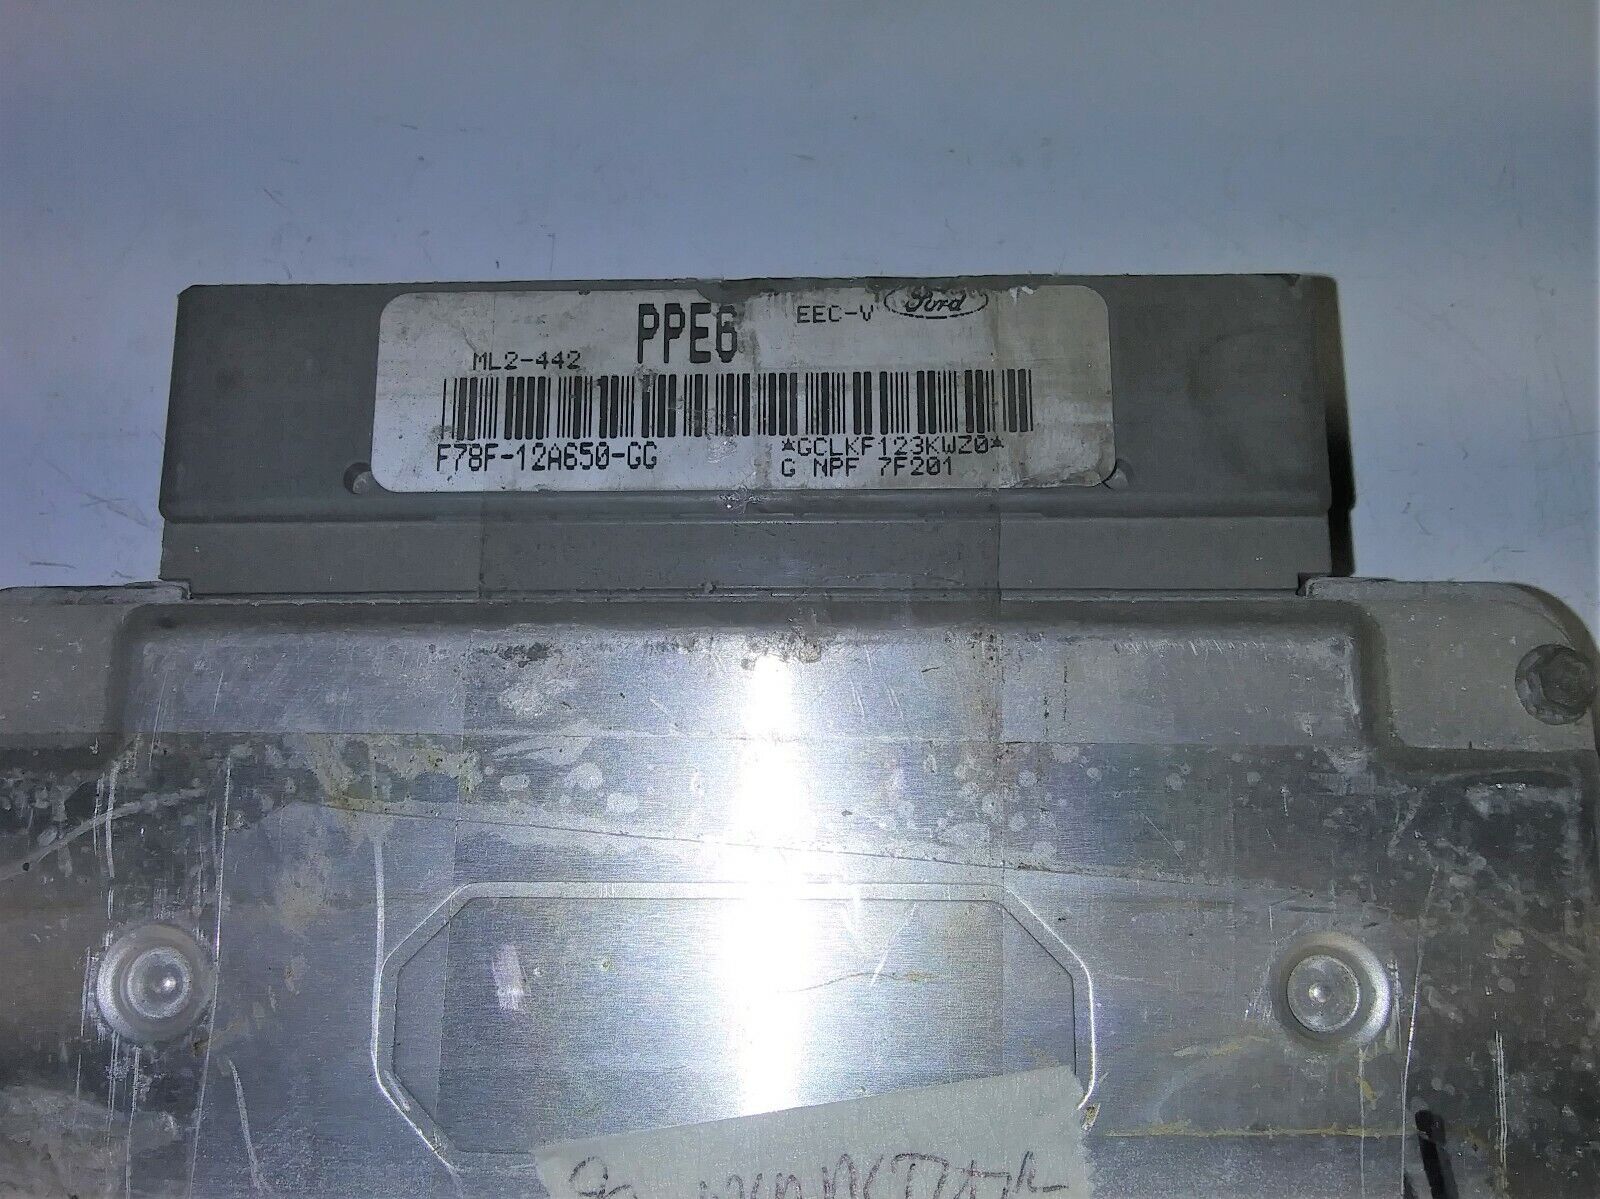 PPE6 EEC-V Ford
ML2-442
F78F-12A650-GG *GCLKF123KWZ0*
G NPF 7F201